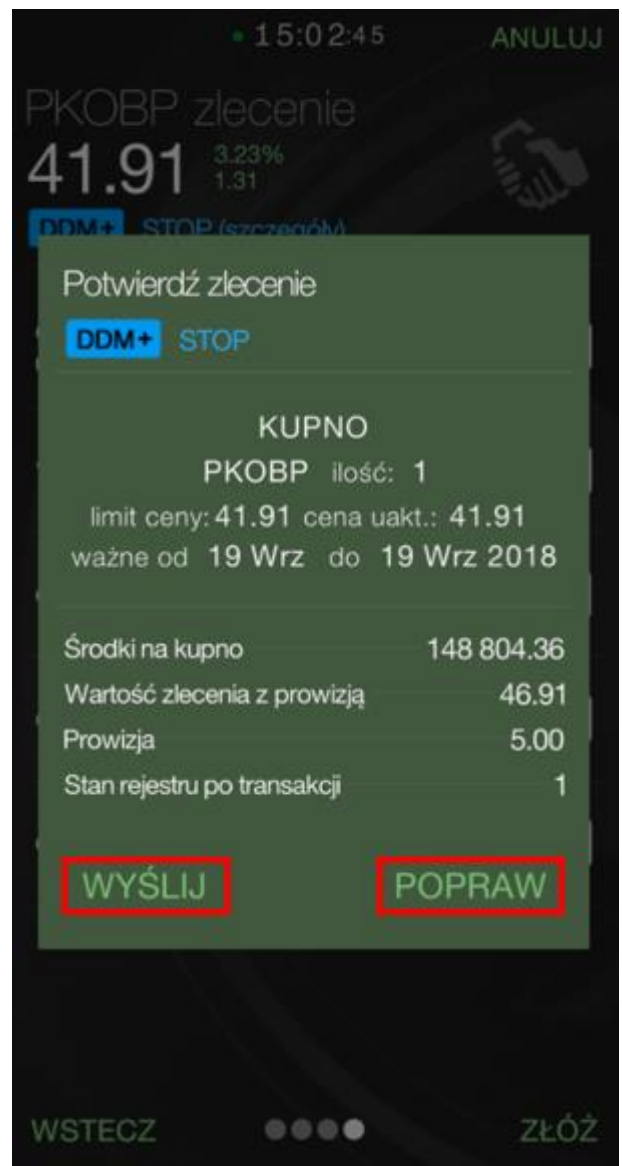 15:02:45 ANULUJ
PKOBP zlecenie
41.91 3.23%
1.31
DDM+ STOP (szczegóły)
Potwierdź zlecenie
DDM+ STOP
KUPNO
PKOBP ilość: 1
limit ceny: 41.91 cena uakt.: 41.91
ważne od 19 Wrz do 19 Wrz 2018
Środki na kupno 148 804.36
Wartość zlecenia z prowizją 46.91
Prowizja 5.00
Stan rejestru po transakcji 1
WYŚLIJ POPRAW
WSTECZ ZŁÓŻ